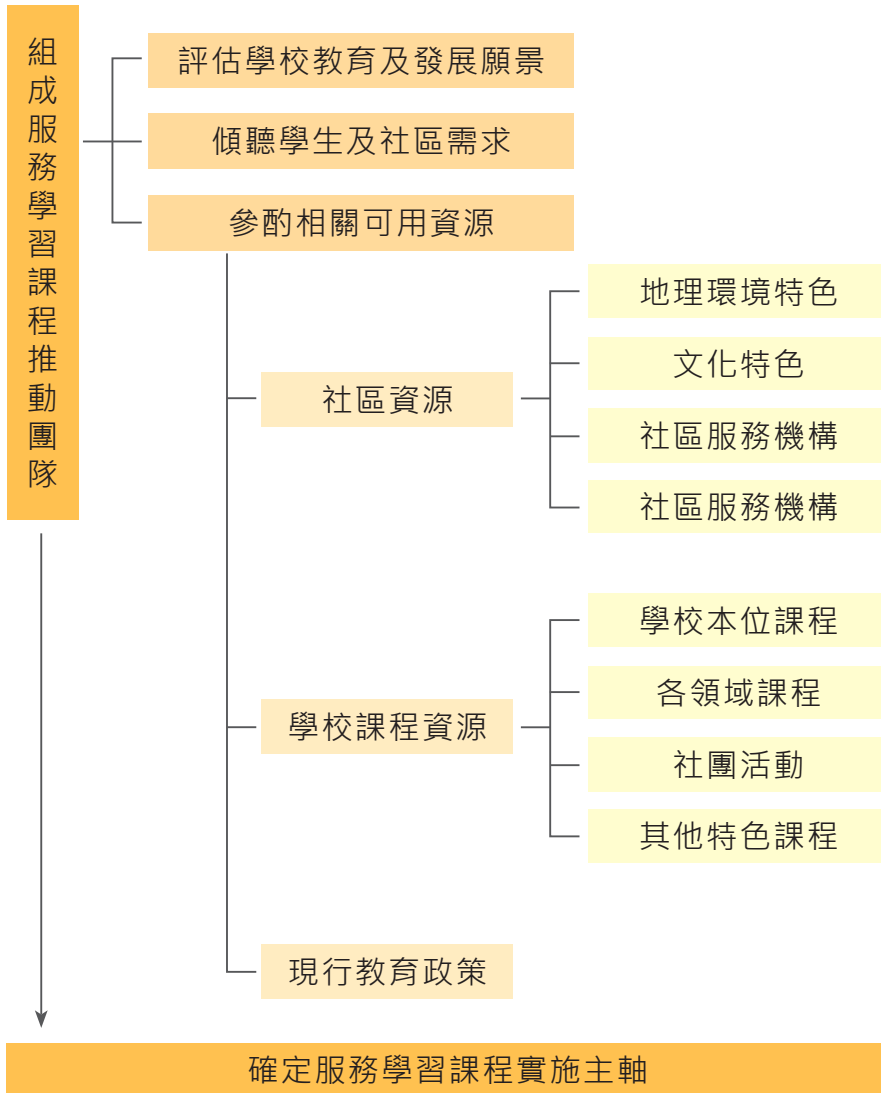 組成服務學習課程推動團隊
評估學校教育及發展願景
傾聽學生及社區需求
參酌相關可用資源
社區資源
地理環境特色
文化特色
社區服務機構
社區服務機構
學校課程資源
學校本位課程
各領域課程
社團活動
其他特色課程
現行教育政策
確定服務學習課程實施主軸